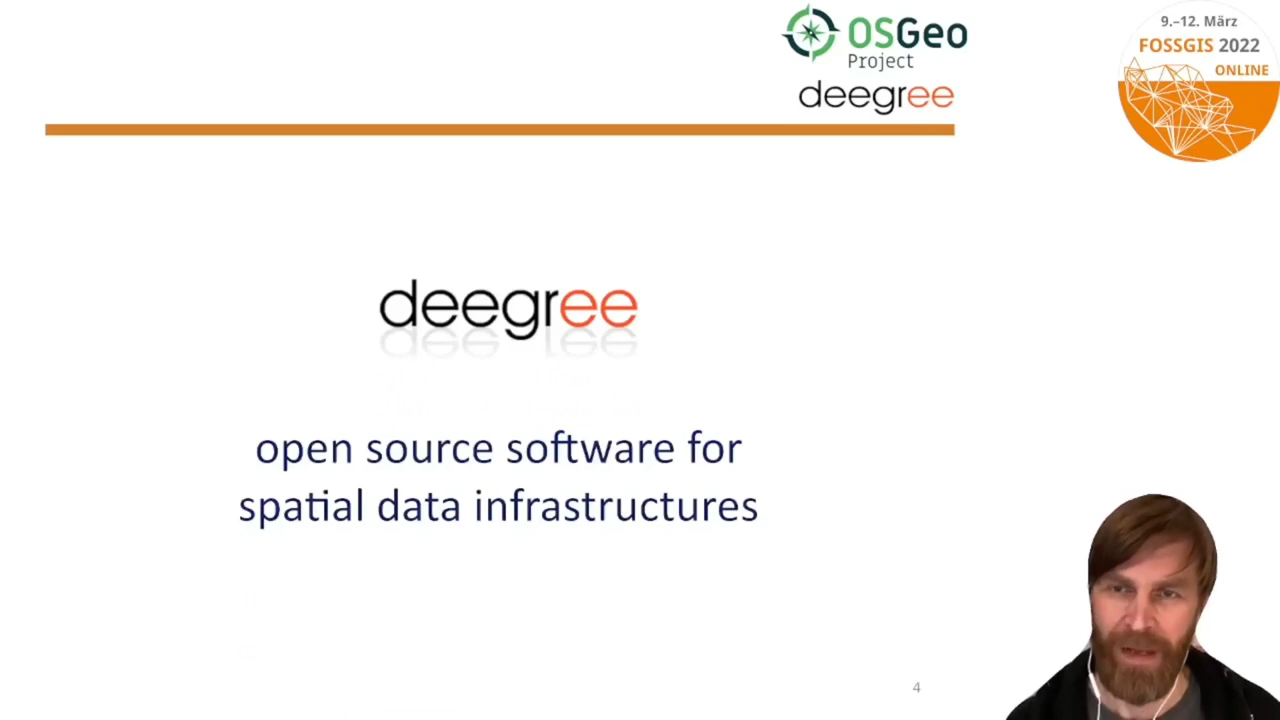 OSGeo
Project
deegree
9.–12. März
FOSSGIS 2022
ONLINE
deegree
open source software for
spatial data infrastructures
4